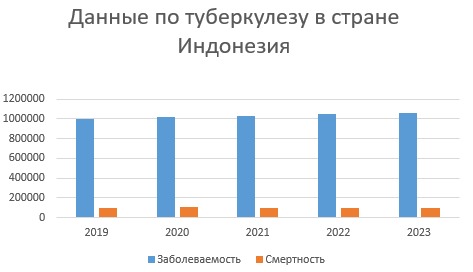 Данные по туберкулезу в стране
Индонезия
1200000
1000000
800000
600000
400000
200000
0
2019 2020 2021 2022 2023
Заболеваемость Смертность